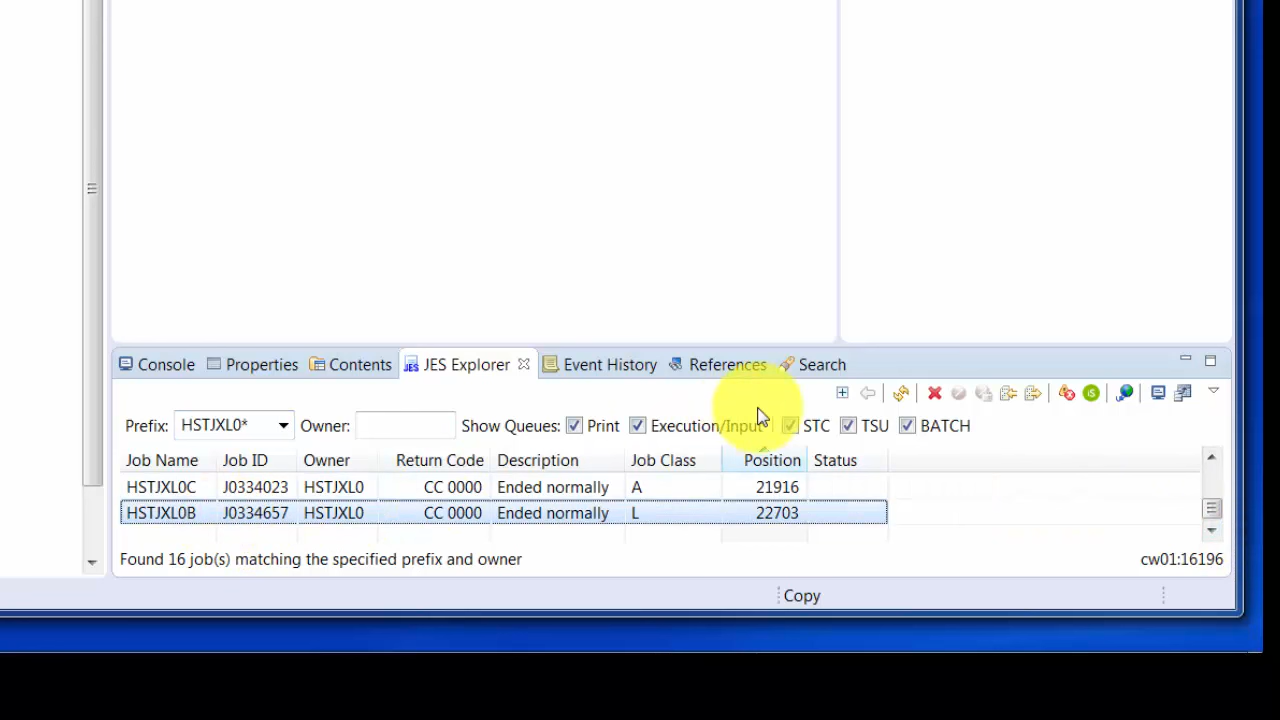 Console Properties Contents JES Explorer Event History References Search
Prefix: HSTJXL0* Owner: Show Queues: Print Execution/Input STC TSU BATCH
Job Name Job ID Owner Return Code Description Job Class Position Status
HSTJXL0C J0334023 HSTJXL0 CC 0000 Ended normally A 21916
HSTJXL0B J0334657 HSTJXL0 CC 0000 Ended normally L 22703
Found 16 job(s) matching the specified prefix and owner cw01:16196
Copy